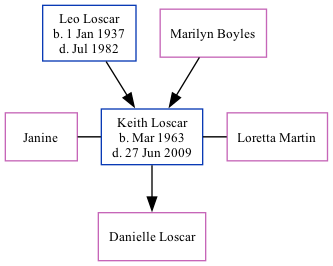 Leo Loscar
b. 1 Jan 1937
d. Jul 1982
Marilyn Boyles
Janine
Keith Loscar
b. Mar 1963
d. 27 Jun 2009
Loretta Martin
Danielle Loscar